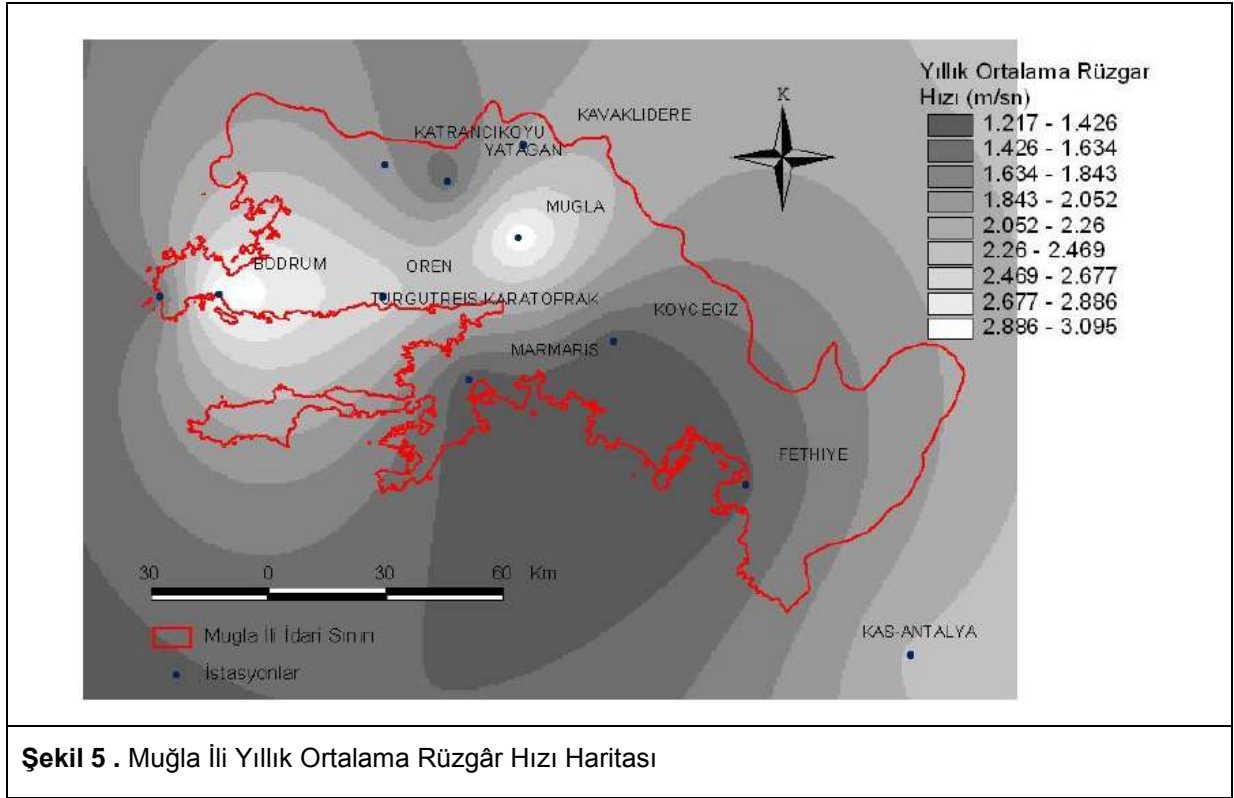 Yıllık Ortalama Rüzgar
Hızı (m/sn)
1.217 - 1.426
1.426 - 1.634
1.634 - 1.843
1.843 - 2.052
2.052 - 2.26
2.26 - 2.469
2.469 - 2.677
2.677 - 2.886
2.886 - 3.095
K
KAVAKLIDERE
KATRANCIKOYU
YATAGAN
MUGLA
BODRUM
OREN
TURGUTREIS KARATOPRAK
KOYCEGIZ
MARMARIS
FETHIYE
KAS-ANTALYA
30 0 30 60 Km
Mugla İli İdari Sınırı
İstasyonlar
Şekil 5 . Muğla İli Yıllık Ortalama Rüzgâr Hızı Haritası